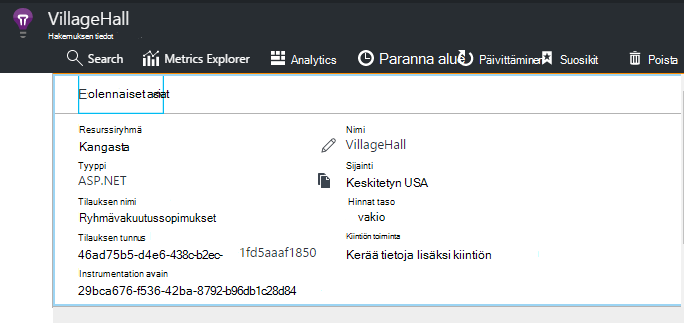 VillageHall
Hakemuksen tiedot
Search Metrics Explorer Analytics Paranna alue Päivittäminen Suosikit Poista
Eolennaiset asiat
Resurssiryhmä
Kangasta
Nimi
VillageHall
Tyyppi
ASP.NET
Sijainti
Keskitetyn USA
Tilauksen nimi
Ryhmävakuutussopimukset
Hinnat taso
vakio
Tilauksen tunnus
46ad75b5-d4e6-438c-b2ec- 1fd5aaaf1850
Kiintiön toiminta
Kerää tietoja lisäksi kiintiön
Instrumentation avain
29bca676-f536-42ba-8792-b96db1c28d84